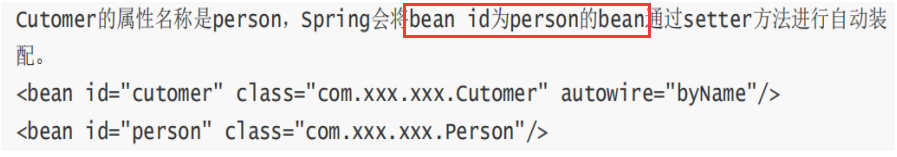 Cutomer的属性名称是person，Spring会将bean id为person的bean通过setter方法进行自动装
配。
<bean id="cutomer" class="com.xxx.xxx.Cutomer" autowire="byName"/>
<bean id="person" class="com.xxx.xxx.Person"/>